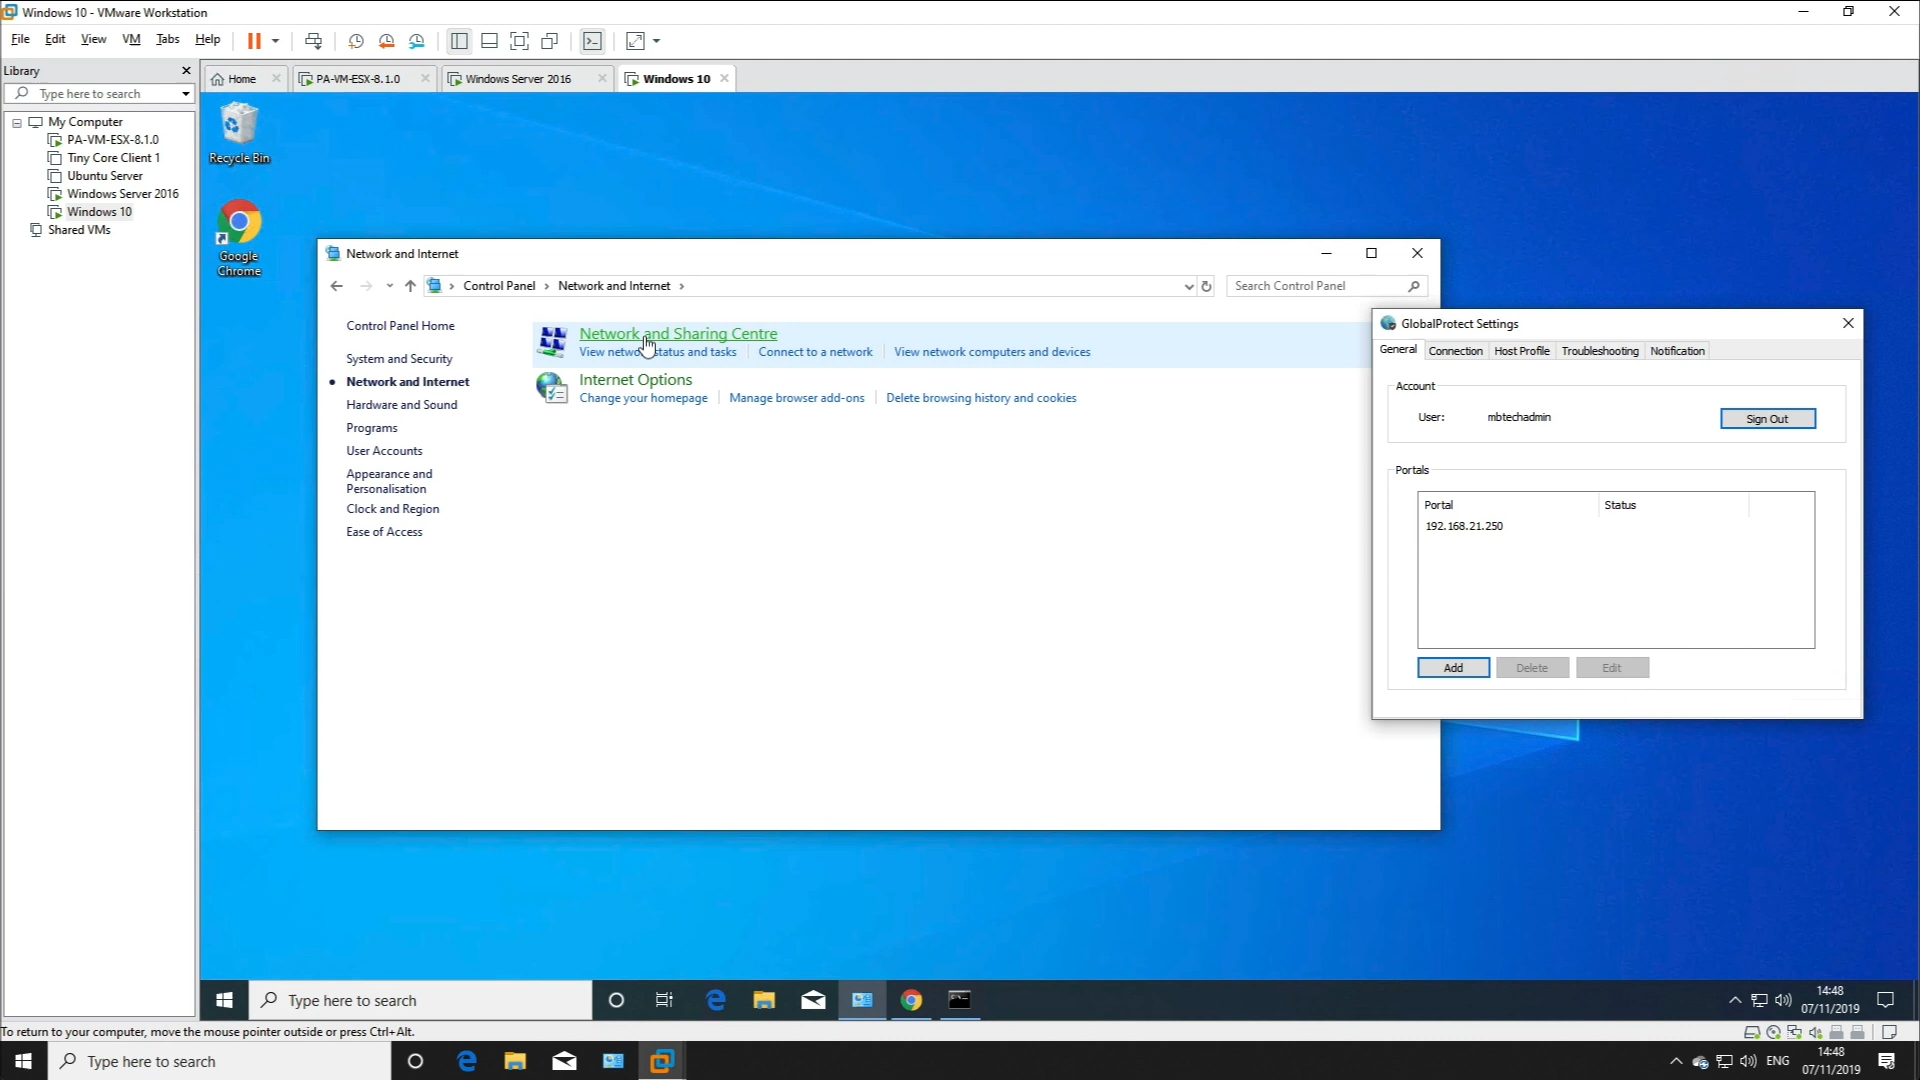 Windows 10 - VMware Workstation
File Edit View VM Tabs Help
Library
Home PA-VM-ESX-8.1.0 Windows Server 2016 Windows 10
Type here to search
My Computer
PA-VM-ESX-8.1.0
Tiny Core Client 1
Ubuntu Server
Windows Server 2016
Windows 10
Shared VMs
Recycle Bin
Google
Chrome
Network and Internet
Control Panel Network and Internet
Search Control Panel
Control Panel Home
System and Security
Network and Internet
Hardware and Sound
Programs
User Accounts
Appearance and
Personalisation
Clock and Region
Ease of Access
Network and Sharing Centre
View network status and tasks Connect to a network View network computers and devices
Internet Options
Change your homepage Manage browser add-ons Delete browsing history and cookies
GlobalProtect Settings
General Connection Host Profile Troubleshooting Notification
Account
User: mbtechadmin Sign Out
Portals
Portal Status
192.168.21.250
Add Delete Edit
Type here to search
14:48
07/11/2019
To return to your computer, move the mouse pointer outside or press Ctrl+Alt.
Type here to search
ENG
14:48
07/11/2019